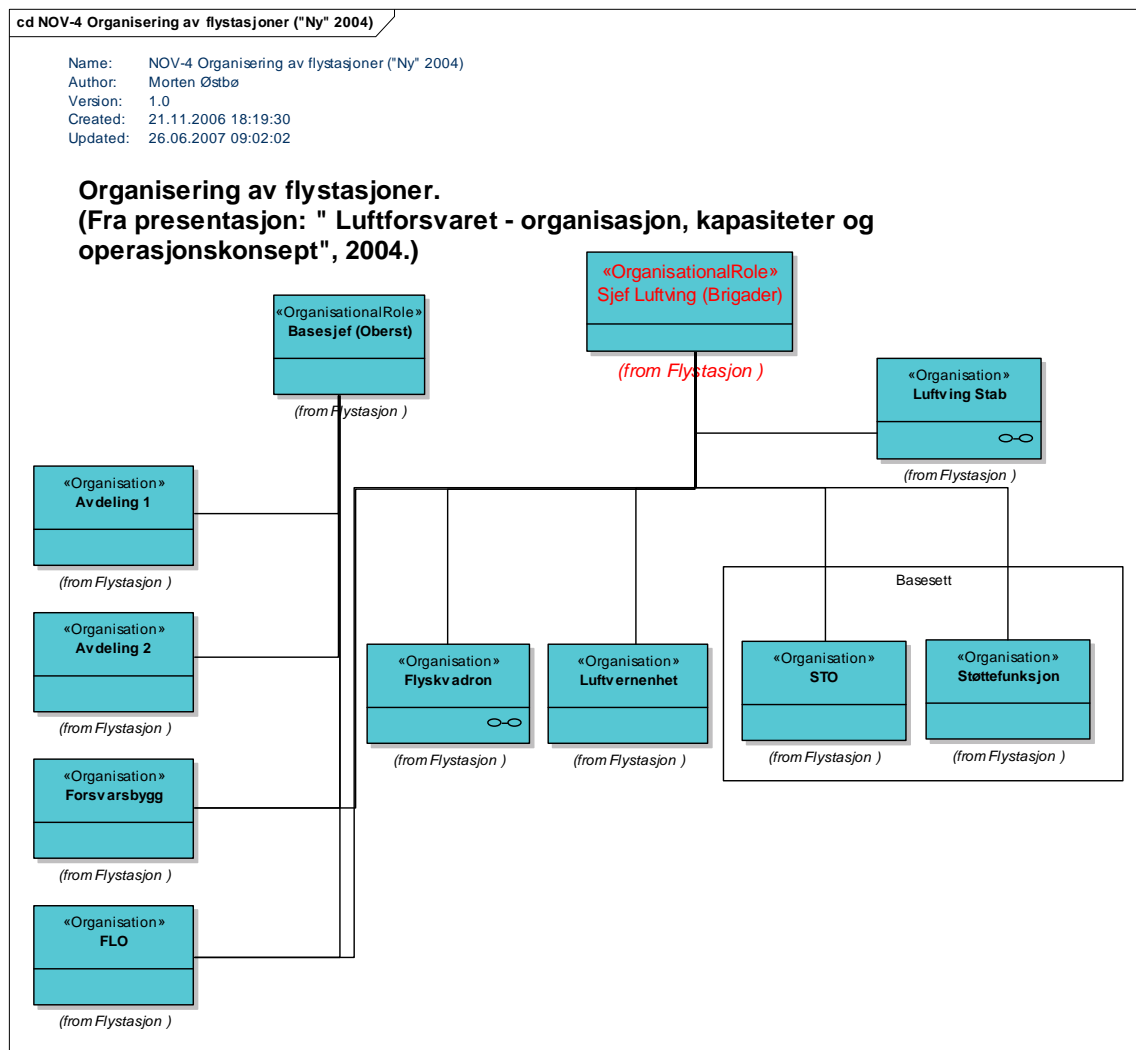 cd NOV-4 Organisering av flystasjoner ("Ny" 2004)
Name: NOV-4 Organisering av flystasjoner ("Ny" 2004)
Author: Morten Østbø
Version: 1.0
Created: 21.11.2006 18:19:30
Updated: 26.06.2007 09:02:02
Organisering av flystasjoner.
(Fra presentasjon: " Luftforsvaret - organisasjon, kapasiteter og
operasjonskonsept", 2004.)
«OrganisationalRole»
Sjef Luftving (Brigader)
(from Flystasjon )
«OrganisationalRole»
Basesjef (Oberst)
(from Flystasjon )
«Organisation»
Luftving Stab
(from Flystasjon )
«Organisation»
Avdeling 1
(from Flystasjon )
«Organisation»
Avdeling 2
(from Flystasjon )
«Organisation»
Forsvarsbygg
(from Flystasjon )
«Organisation»
FLO
(from Flystasjon )
«Organisation»
Flyskvadron
(from Flystasjon )
«Organisation»
Luftvernenhet
(from Flystasjon )
Basesett
«Organisation»
STO
(from Flystasjon )
«Organisation»
Støttefunksjon
(from Flystasjon )